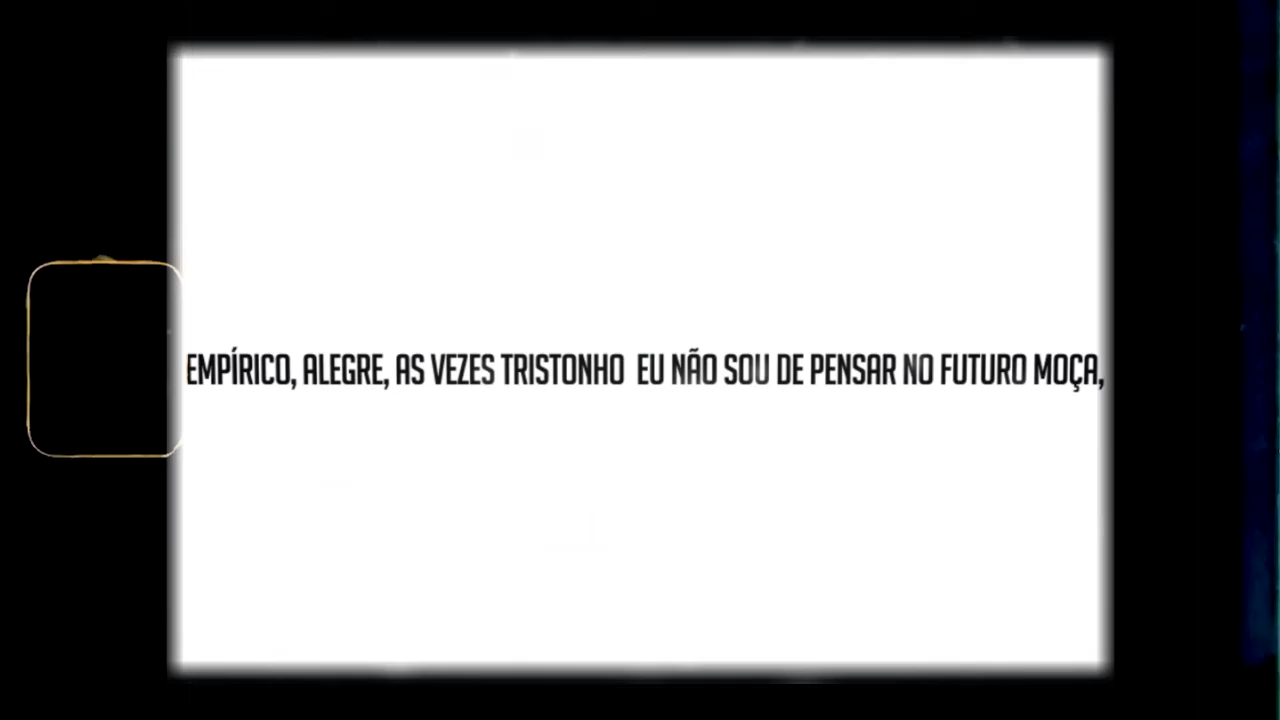 EMPÍRICO, ALEGRE, AS VEZES TRISTONHO EU NÃO SOU DE PENSAR NO FUTURO MOÇA,